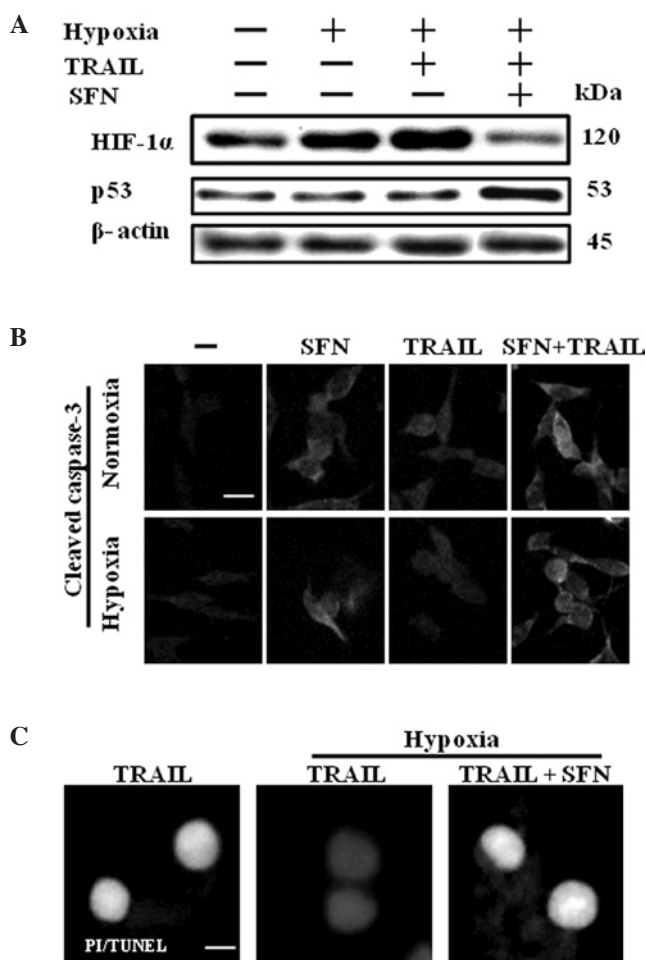 A
Hypoxia − + + +
TRAIL − − + +
SFN − − − + kDa
HIF-1α 120
p53 53
β-actin 45
B
− SFN TRAIL SFN+TRAIL
Cleaved caspase-3
Normoxia
Hypoxia
C
Hypoxia
TRAIL TRAIL TRAIL + SFN
PI/TUNEL